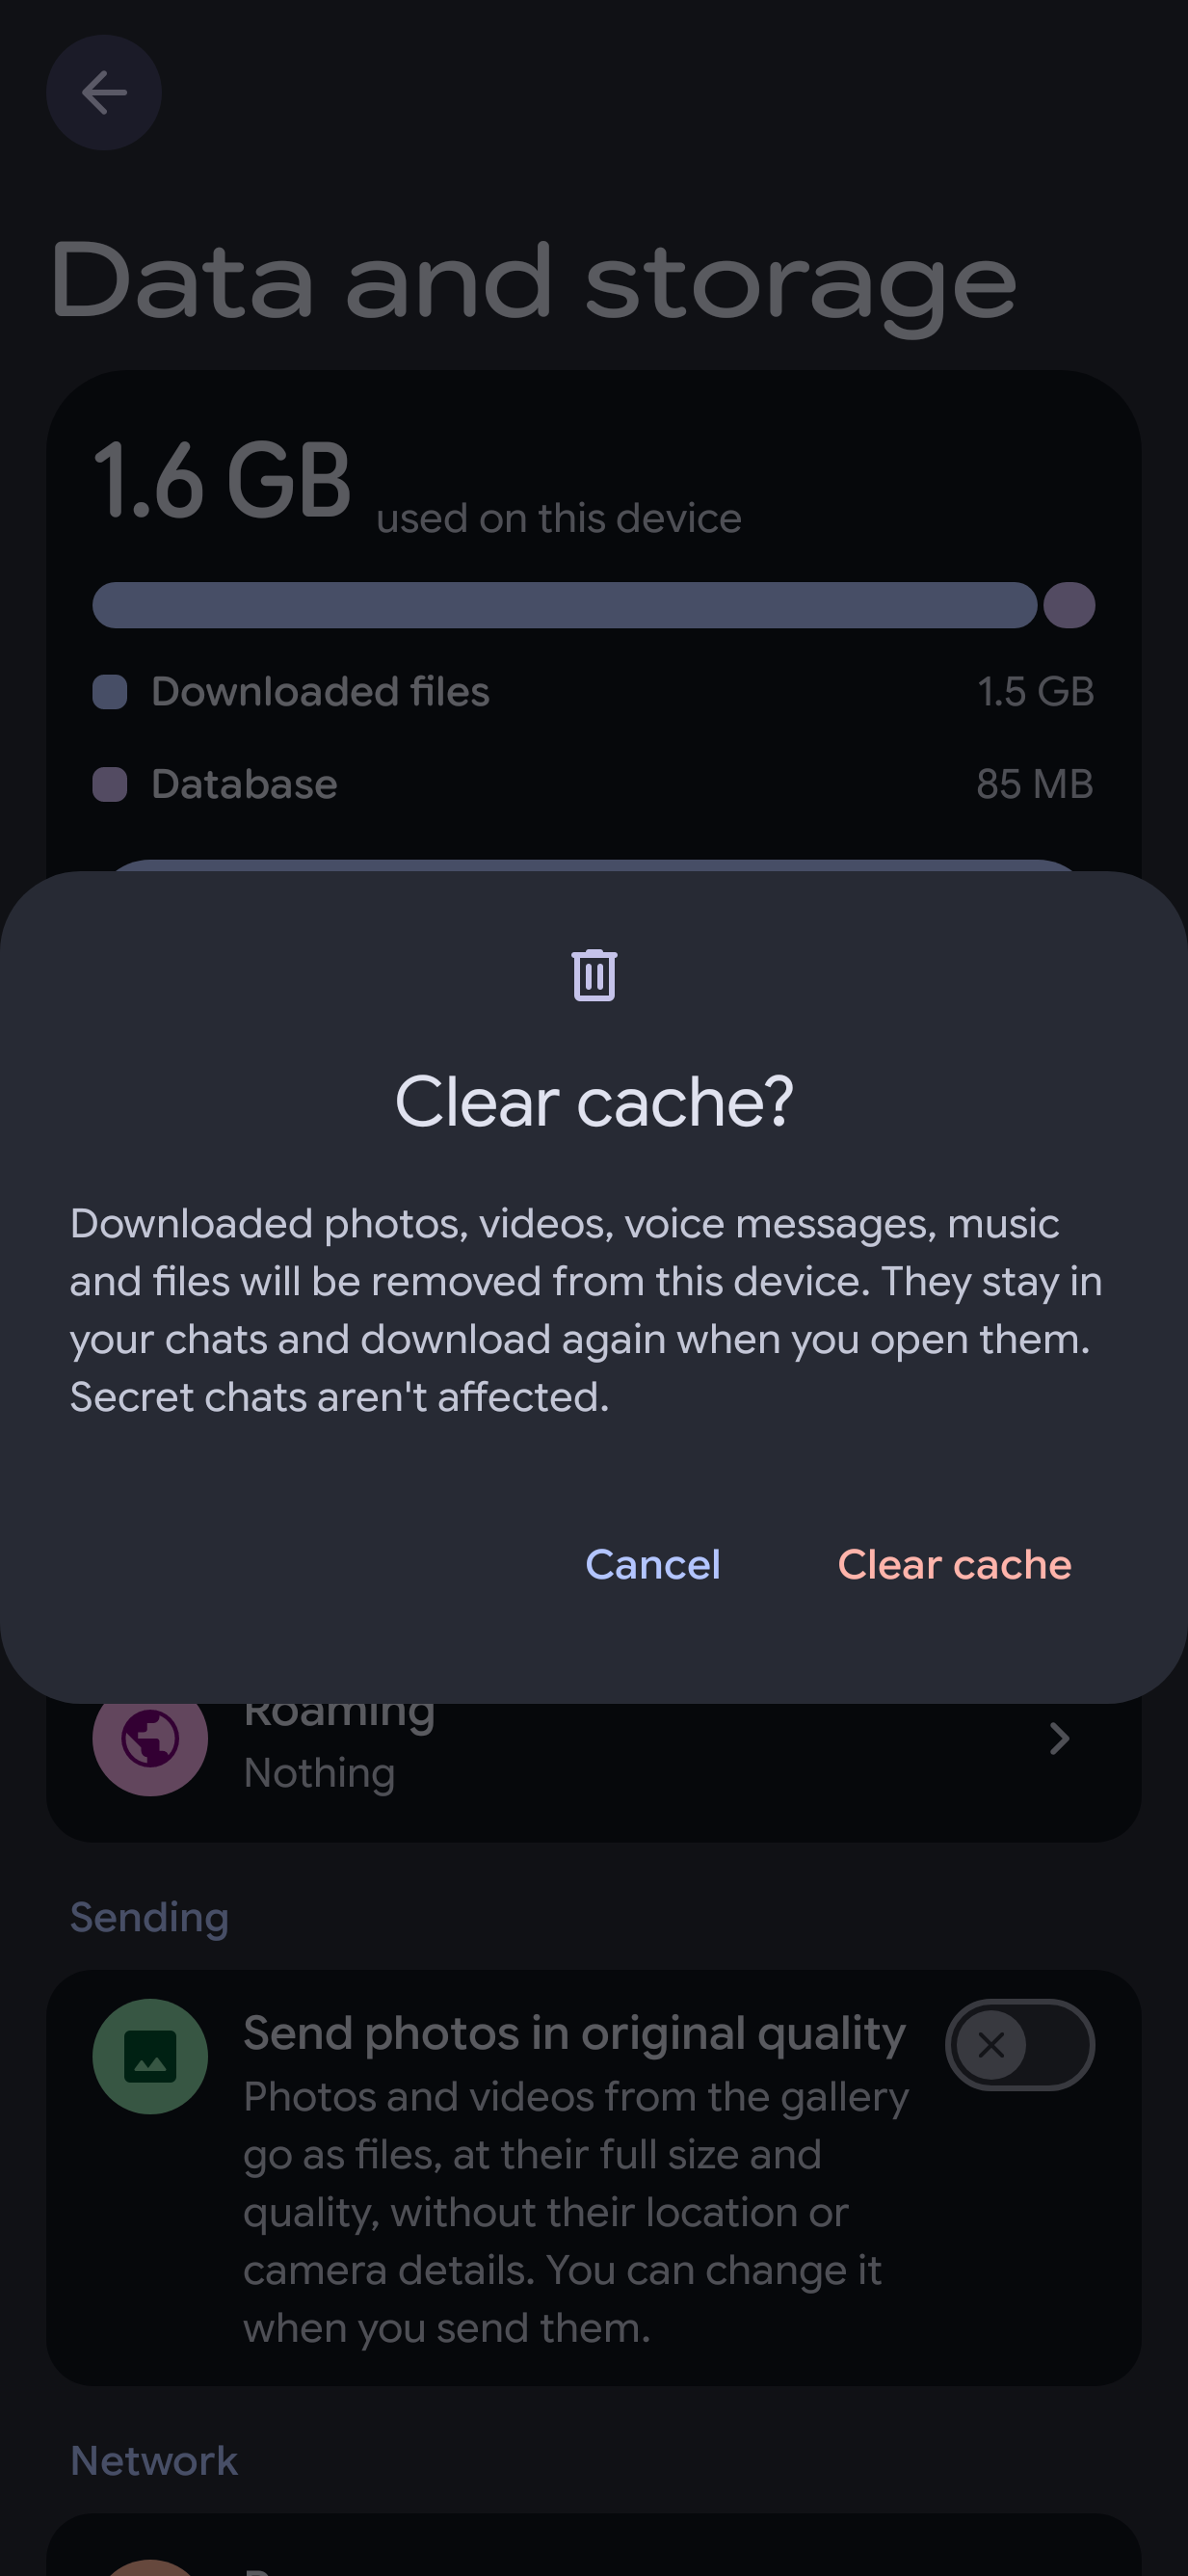 Data and storage
1.6 GB used on this device
Downloaded files 1.5 GB
Database 85 MB
Clear cache?
Downloaded photos, videos, voice messages, music
and files will be removed from this device. They stay in
your chats and download again when you open them.
Secret chats aren't affected.
Cancel Clear cache
Roaming
Nothing
Sending
Send photos in original quality
Photos and videos from the gallery
go as files, at their full size and
quality, without their location or
camera details. You can change it
when you send them.
Network